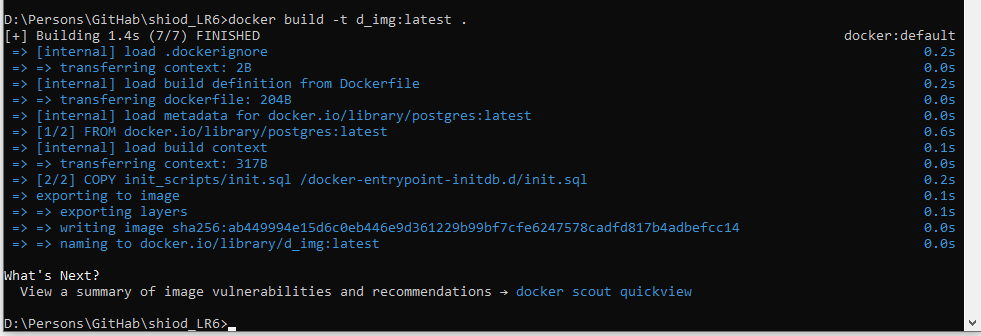 D:\Persons\GitHab\shiod_LR6>docker build -t d_img:latest .
[+] Building 1.4s (7/7) FINISHED docker:default
=> [internal] load .dockerignore 0.2s
=> => transferring context: 2B 0.0s
=> [internal] load build definition from Dockerfile 0.2s
=> => transferring dockerfile: 204B 0.0s
=> [internal] load metadata for docker.io/library/postgres:latest 0.0s
=> [1/2] FROM docker.io/library/postgres:latest 0.6s
=> [internal] load build context 0.1s
=> => transferring context: 317B 0.0s
=> [2/2] COPY init_scripts/init.sql /docker-entrypoint-initdb.d/init.sql 0.2s
=> exporting to image 0.1s
=> => exporting layers 0.1s
=> => writing image sha256:ab449994e15d6c0eb446e9d361229b99bf7cfe6247578cadfd817b4adbefcc14 0.0s
=> => naming to docker.io/library/d_img:latest 0.0s
What's Next?
View a summary of image vulnerabilities and recommendations → docker scout quickview
D:\Persons\GitHab\shiod_LR6>